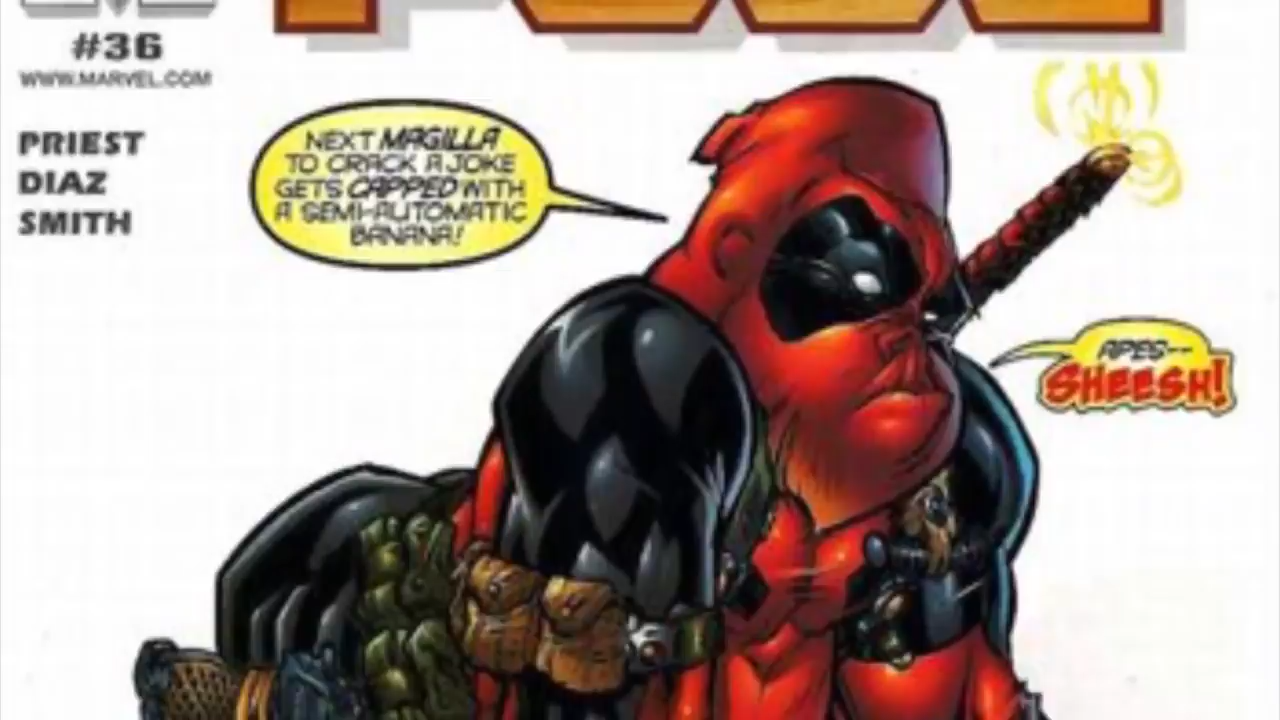 #36
WWW.MARVEL.COM
PRIEST
DIAZ
SMITH
NEXT MAGILLA
TO CRACK A JOKE
GETS CAPPED WITH
A SEMI-AUTOMATIC
BANANA!
APES--
SHEESH!